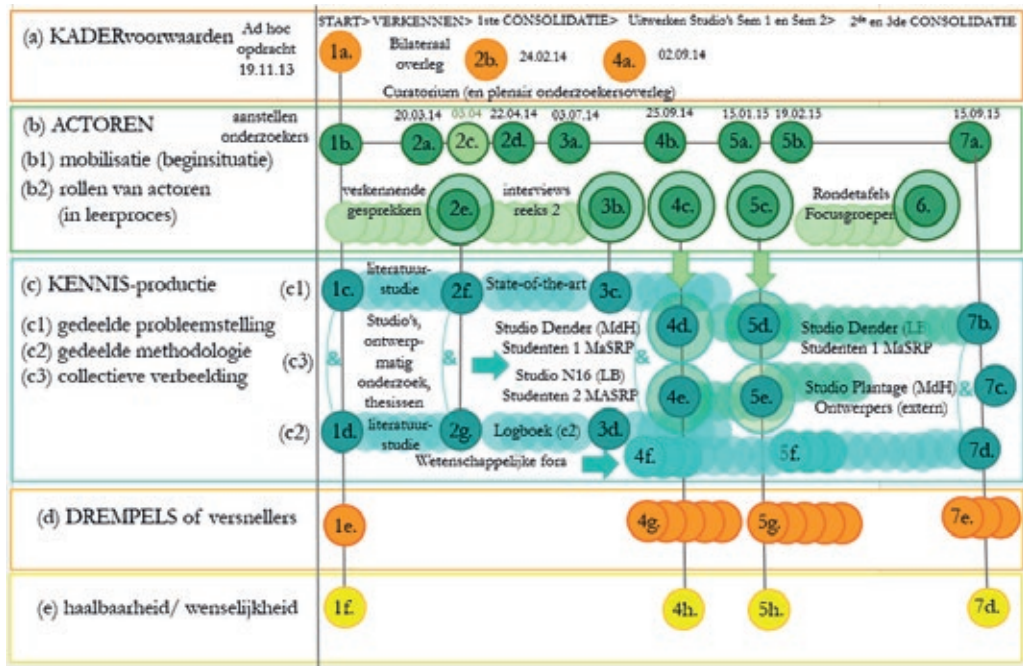 START> VERKENNEN> 1ste CONSOLIDATIE> Uitwerken Studio's Sem 1 en Sem 2> 2de en 3de CONSOLIDATIE
(a) KADERvoorwaarden
Ad hoc
opdracht
19.11.13
1a.
Bilateraal
overleg
2b.
24.02.14
4a.
02.09.14
Curatorium (en plenair onderzoekersoverleg)
(b) ACTOREN
aanstellen
onderzoekers
20.03.14 03.04 22.04.14 03.07.14 25.09.14 15.01.15 19.02.15 15.09.15
1b. 2a. 2c. 2d. 3a. 4b. 5a. 5b. 7a.
(b1) mobilisatie (beginsituatie)
(b2) rollen van actoren
(in leerproces)
verkennende
gesprekken
2e.
interviews
reeks 2
3b. 4c. 5c.
Rondetafels
Focusgroepen
6.
(c) KENNIS-productie
(c1)
1c.
literatuur-
studie
2f.
State-of-the-art
3c.
(c1) gedeelde probleemstelling
(c2) gedeelde methodologie
(c3) collectieve verbeelding
(c3)
&
Studio's,
ontwerp-
matig
onderzoek,
thesissen
&
Studio Dender (MdH)
Studenten 1 MaSRP
Studio N16 (LB)
Studenten 2 MASRP
&
4d. 5d.
Studio Dender (LB)
Studenten 1 MaSRP
7b.
4e. 5e.
Studio Plantage (MdH)
Ontwerpers (extern)
&
7c.
(c2)
1d.
literatuur-
studie
2g.
Logboek (c2)
3d.
Wetenschappelijke fora
4f. 5f. 7d.
(d) DREMPELS of versnellers
1e. 4g. 5g. 7e.
(e) haalbaarheid/ wenselijkheid
1f. 4h. 5h. 7d.